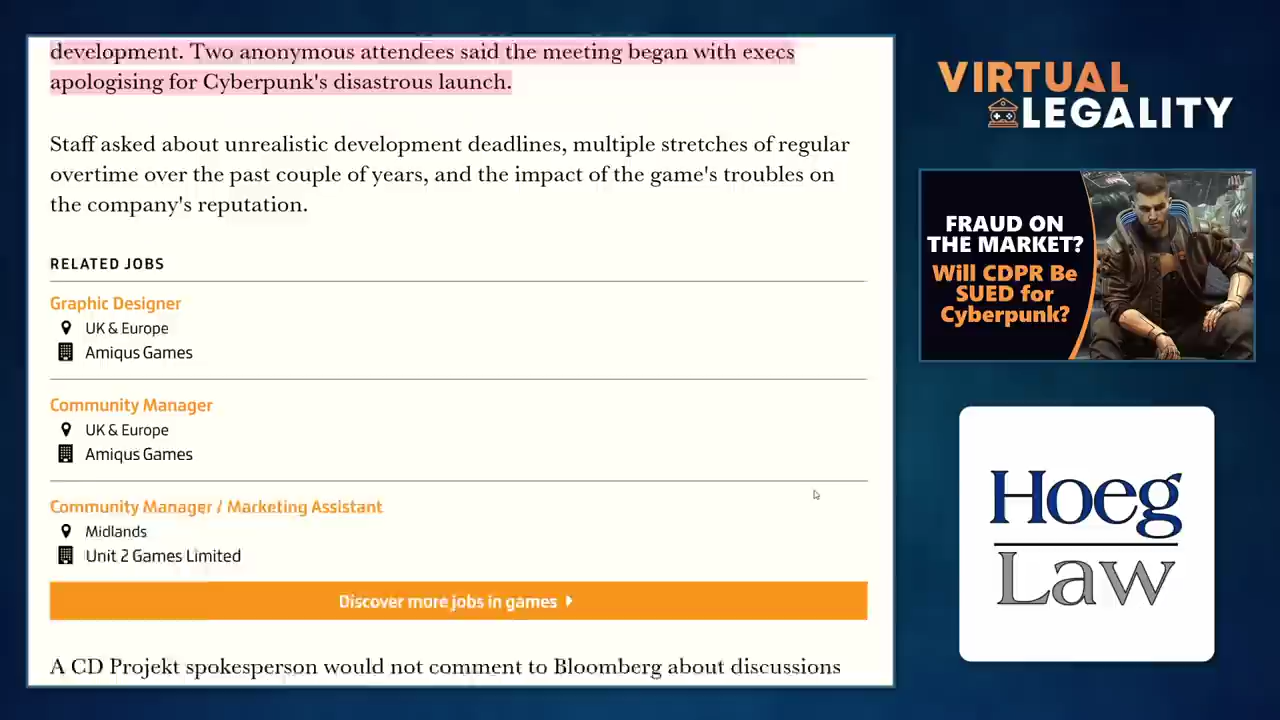 development. Two anonymous attendees said the meeting began with execs
apologising for Cyberpunk's disastrous launch.
Staff asked about unrealistic development deadlines, multiple stretches of regular
overtime over the past couple of years, and the impact of the game's troubles on
the company's reputation.
RELATED JOBS
Graphic Designer
UK & Europe
Amiqus Games
Community Manager
UK & Europe
Amiqus Games
Community Manager / Marketing Assistant
Midlands
Unit 2 Games Limited
Discover more jobs in games
A CD Projekt spokesperson would not comment to Bloomberg about discussions
VIRTUAL
LEGALITY
FRAUD ON
THE MARKET?
Will CDPR Be
SUED for
Cyberpunk?
Hoeg
Law